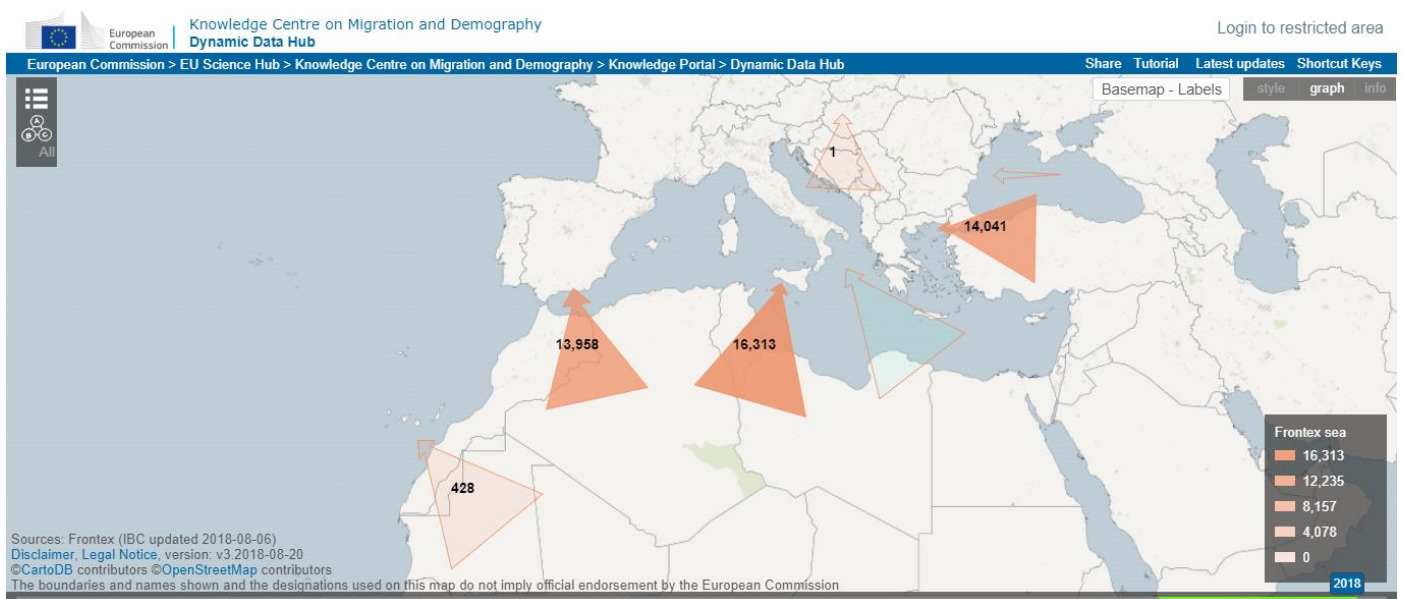 European
Commission
Knowledge Centre on Migration and Demography
Dynamic Data Hub
Login to restricted area
European Commission > EU Science Hub > Knowledge Centre on Migration and Demography > Knowledge Portal > Dynamic Data Hub
Share Tutorial Latest updates Shortcut Keys
Basemap - Labels
style graph info
A
B C
All
1
14,041
13,958
16,313
428
Frontex sea
16,313
12,235
8,157
4,078
0
Sources: Frontex (IBC updated 2018-08-06)
Disclaimer, Legal Notice, version: v3.2018-08-20
©CartoDB contributors ©OpenStreetMap contributors
The boundaries and names shown and the designations used on this map do not imply official endorsement by the European Commission
2018